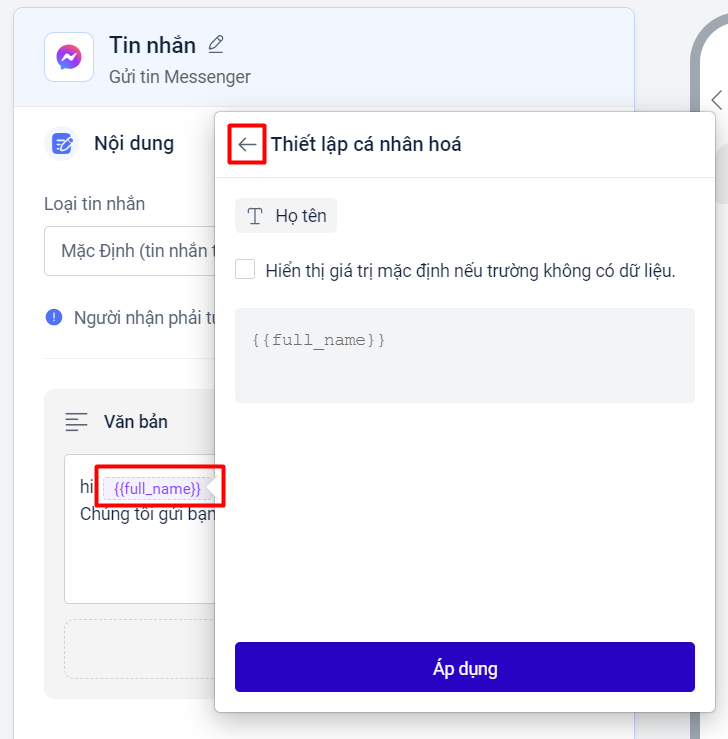 Tin nhắn
Gửi tin Messenger
Nội dung
Loại tin nhắn
Mặc Định (tin nhắn
Người nhận phải
Văn bản
hi {{full_name}}
Chúng tôi gửi bạn
Thiết lập cá nhân hoá
Họ tên
Hiển thị giá trị mặc định nếu trường không có dữ liệu.
{{full_name}}
Áp dụng